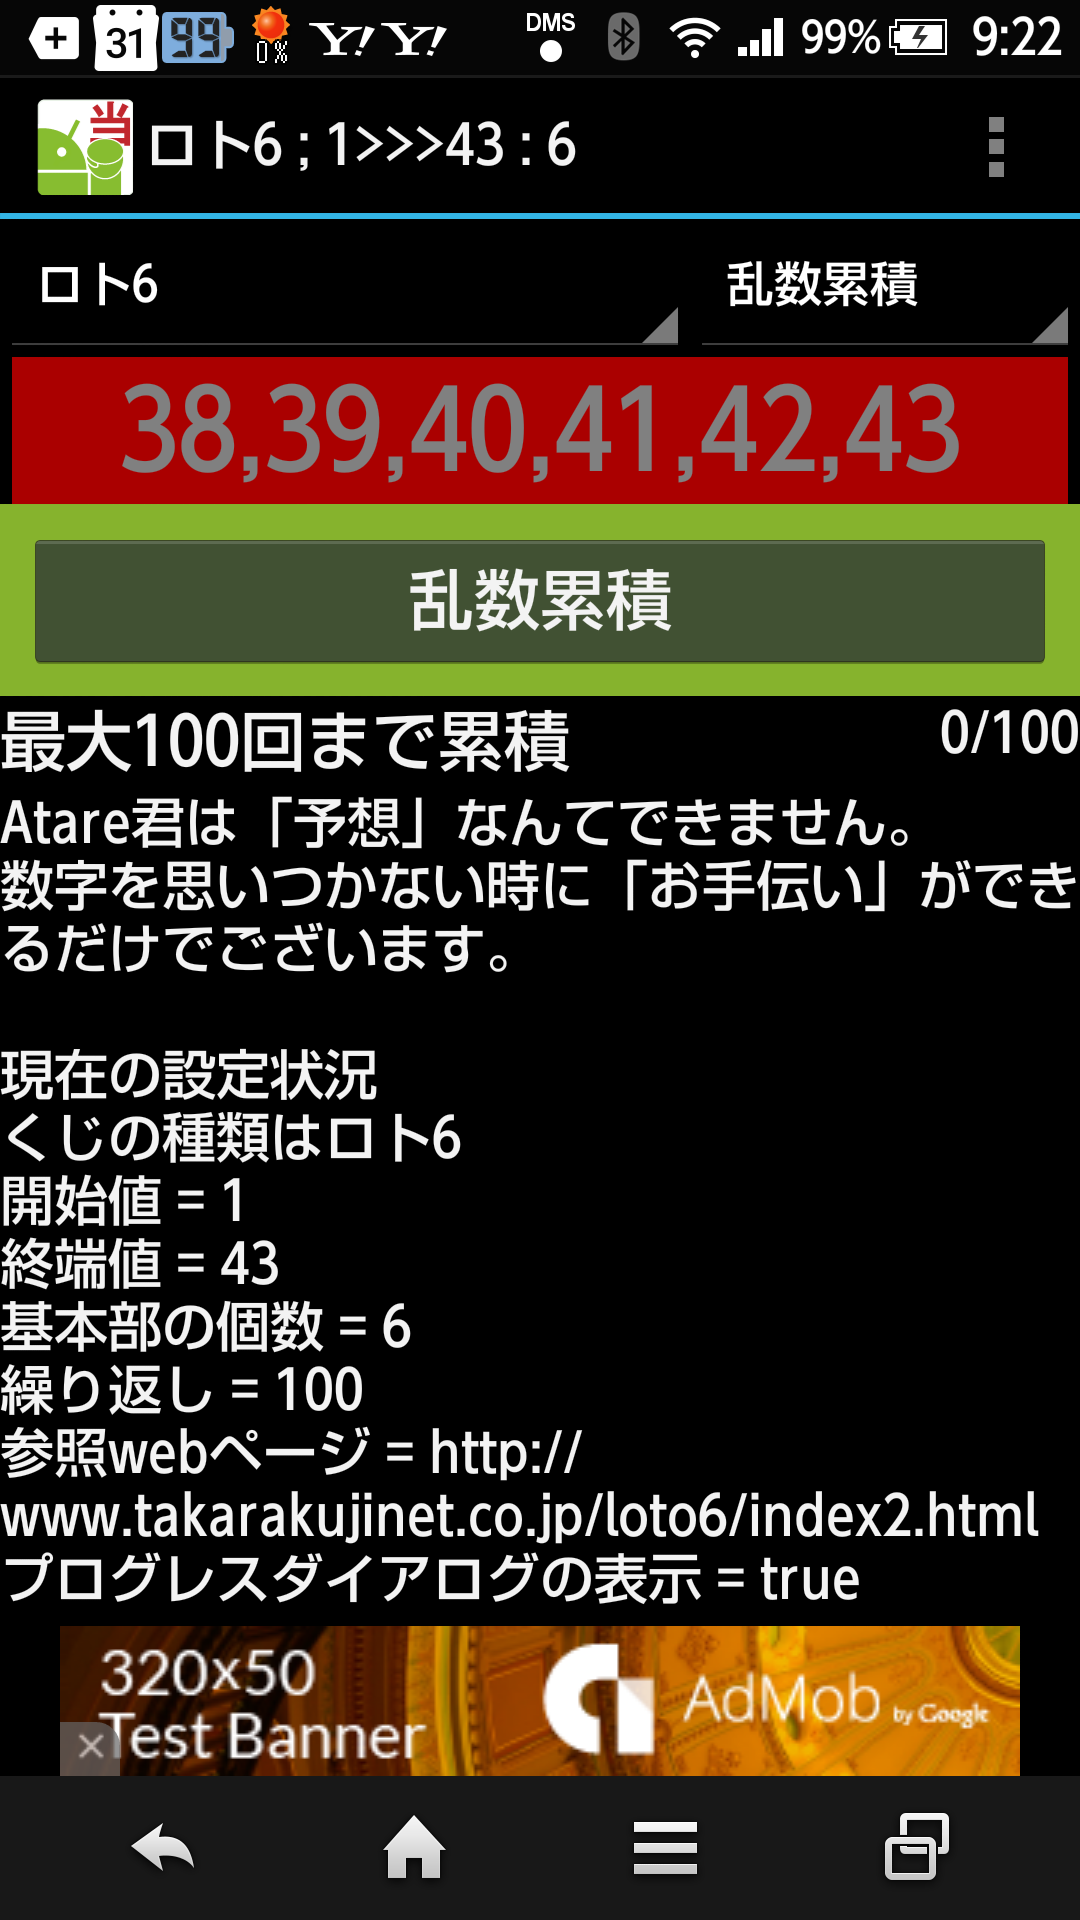 31
99
0%
Y! Y!
DMS
99%
9:22
当
ロト6 ; 1>>>43 : 6
ロト6
乱数累積
38,39,40,41,42,43
乱数累積
最大100回まで累積
0/100
Atare君は「予想」なんてできません。
数字を思いつかない時に「お手伝い」ができ
るだけでございます。
現在の設定状況
くじの種類はロト6
開始値 = 1
終端値 = 43
基本部の個数 = 6
繰り返し = 100
参照webページ = http://
www.takarakujinet.co.jp/loto6/index2.html
プログレスダイアログの表示 = true
320x50
Test Banner
AdMob by Google